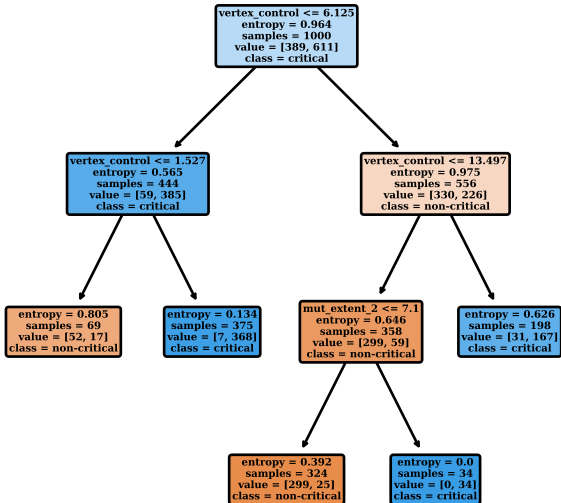 vertex_control <= 6.125
entropy = 0.964
samples = 1000
value = [389, 611]
class = critical
vertex_control <= 1.527
entropy = 0.565
samples = 444
value = [59, 385]
class = critical
vertex_control <= 13.497
entropy = 0.975
samples = 556
value = [330, 226]
class = non-critical
entropy = 0.805
samples = 69
value = [52, 17]
class = non-critical
entropy = 0.134
samples = 375
value = [7, 368]
class = critical
mut_extent_2 <= 7.1
entropy = 0.646
samples = 358
value = [299, 59]
class = non-critical
entropy = 0.626
samples = 198
value = [31, 167]
class = critical
entropy = 0.392
samples = 324
value = [299, 25]
class = non-critical
entropy = 0.0
samples = 34
value = [0, 34]
class = critical